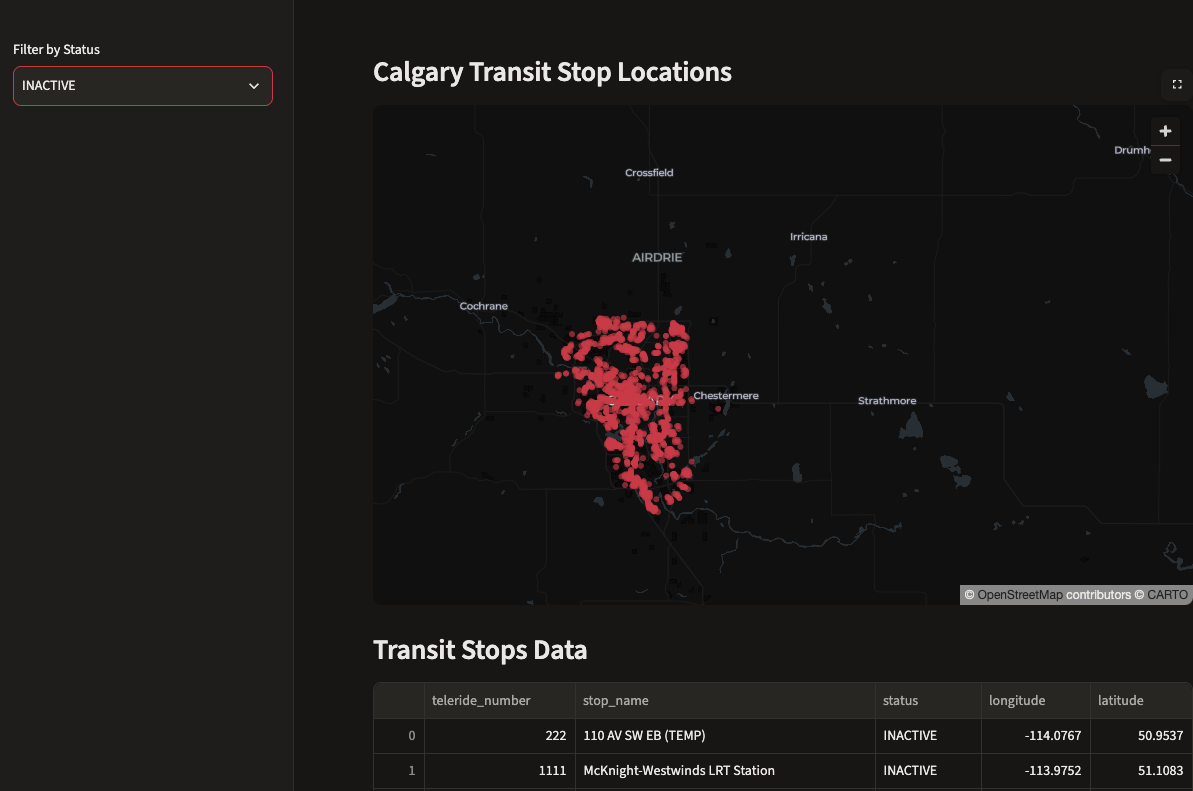 Filter by Status
INACTIVE
Calgary Transit Stop Locations
+
Drumh
−
Crossfield
Irricana
AIRDRIE
Cochrane
Chestermere
Strathmore
© OpenStreetMap contributors © CARTO
Transit Stops Data
teleride_number stop_name status longitude latitude
0 222 110 AV SW EB (TEMP) INACTIVE -114.0767 50.9537
1 1111 McKnight-Westwinds LRT Station INACTIVE -113.9752 51.1083